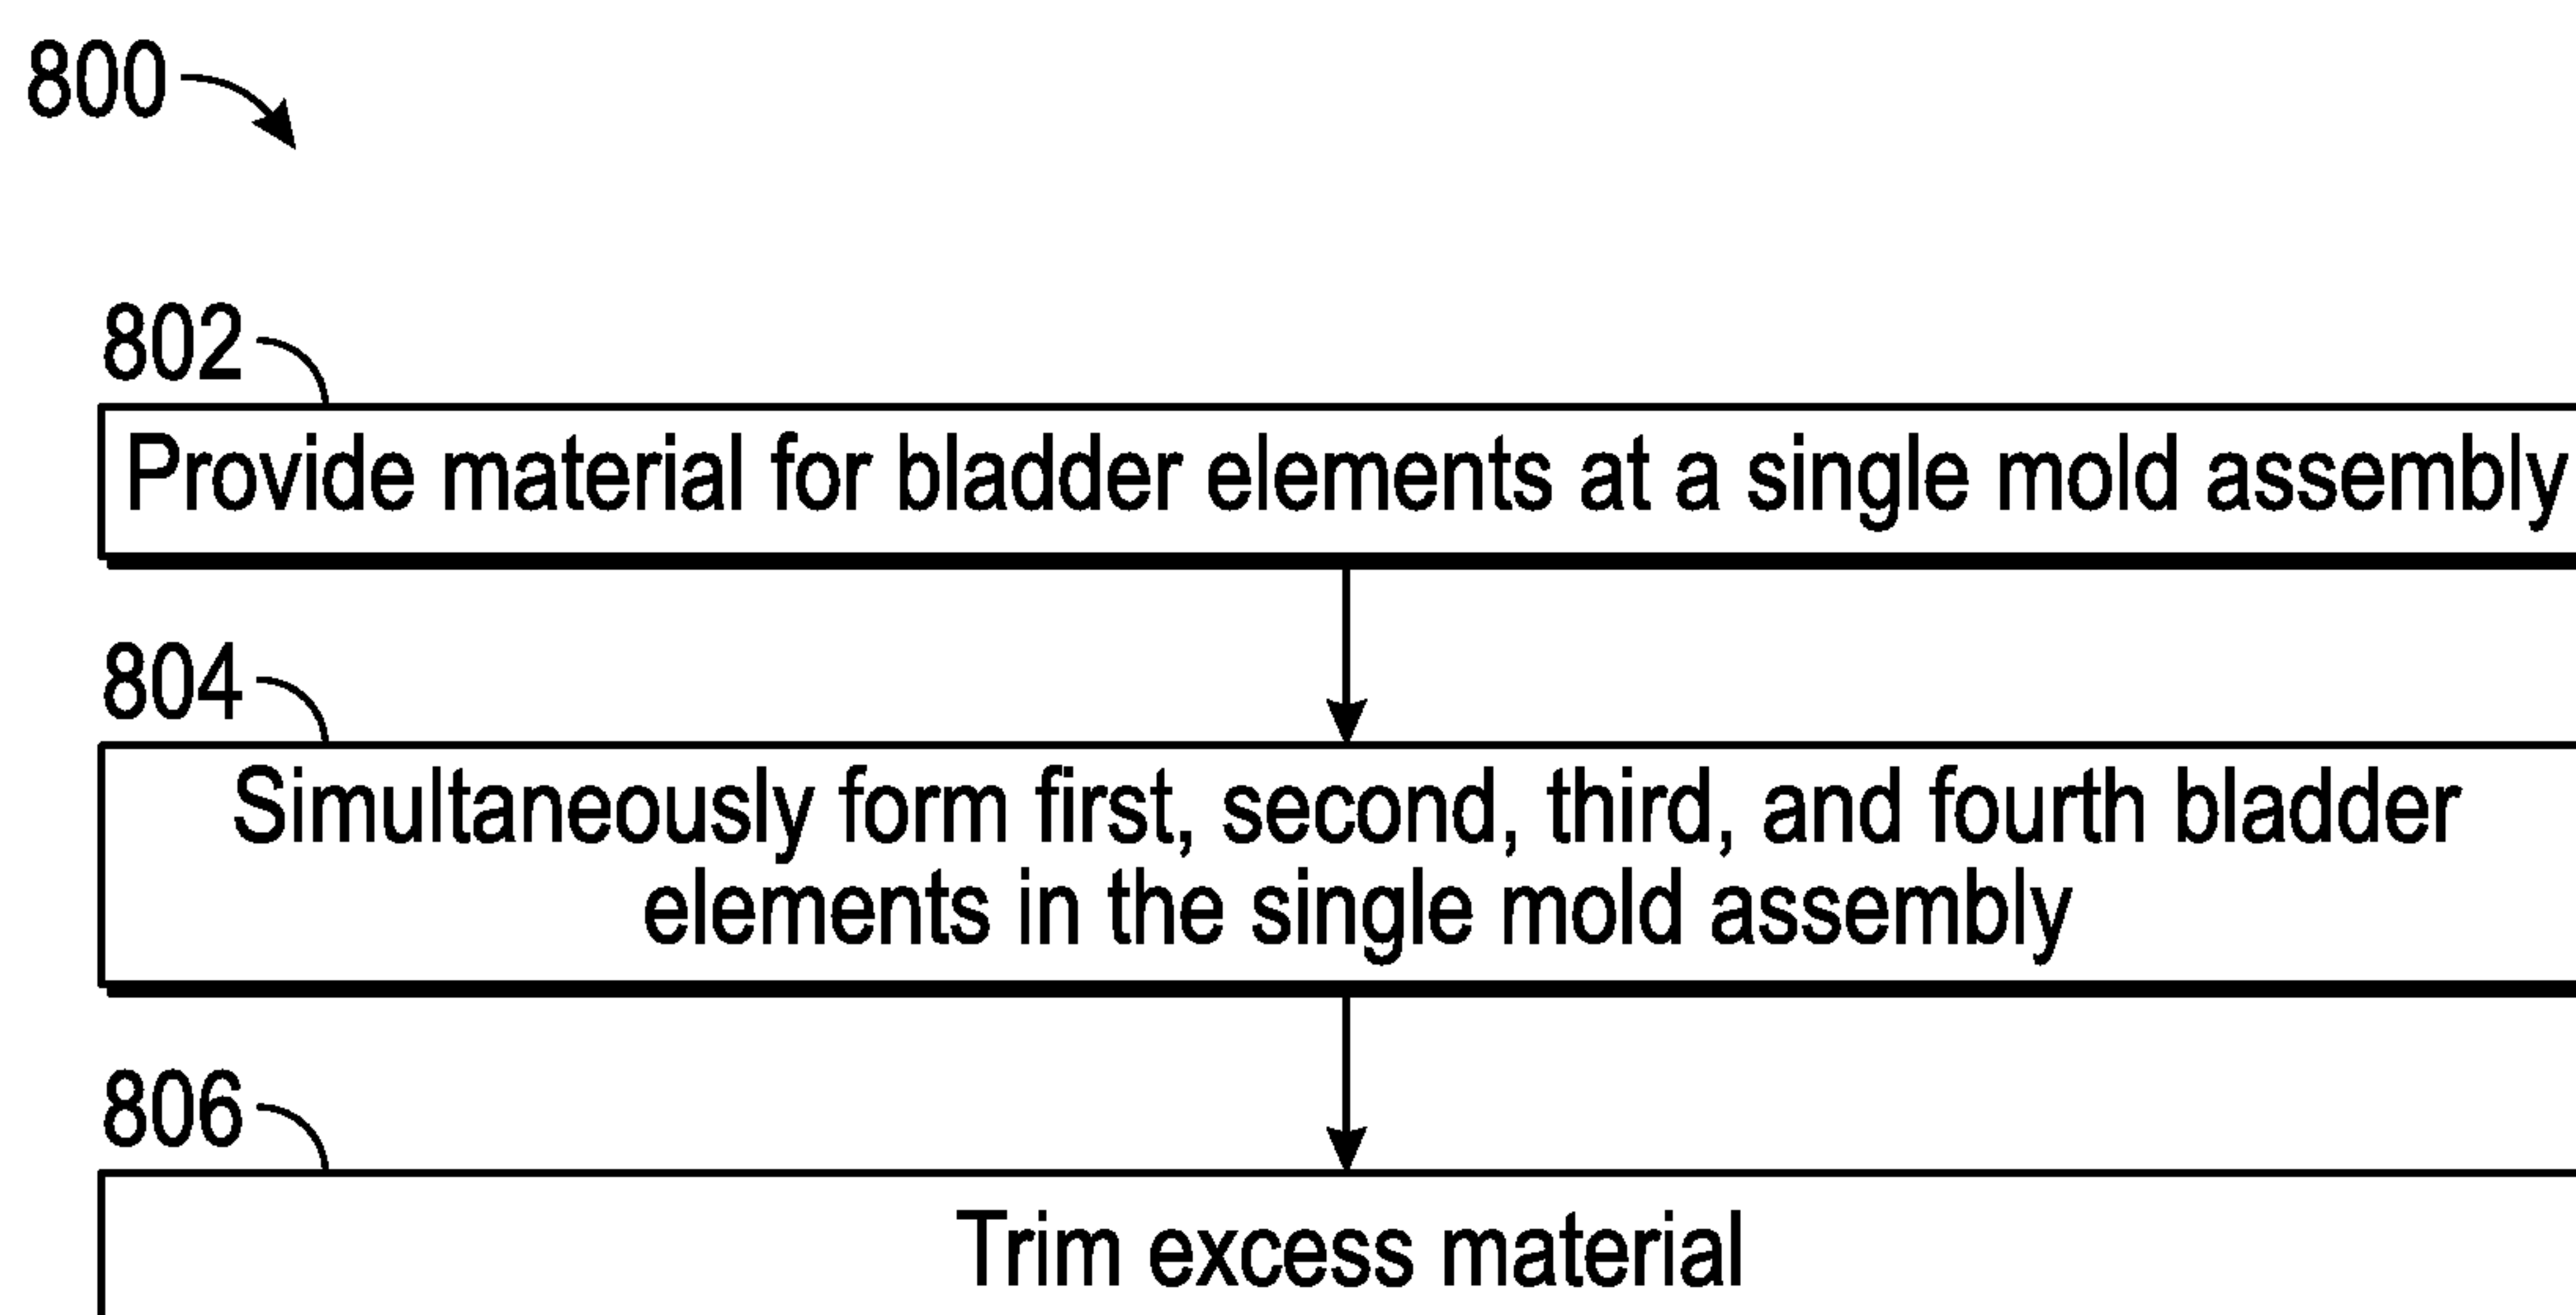 800
802
Provide material for bladder elements at a single mold assembly
804
Simultaneously form first, second, third, and fourth bladder
elements in the single mold assembly
806
Trim excess material